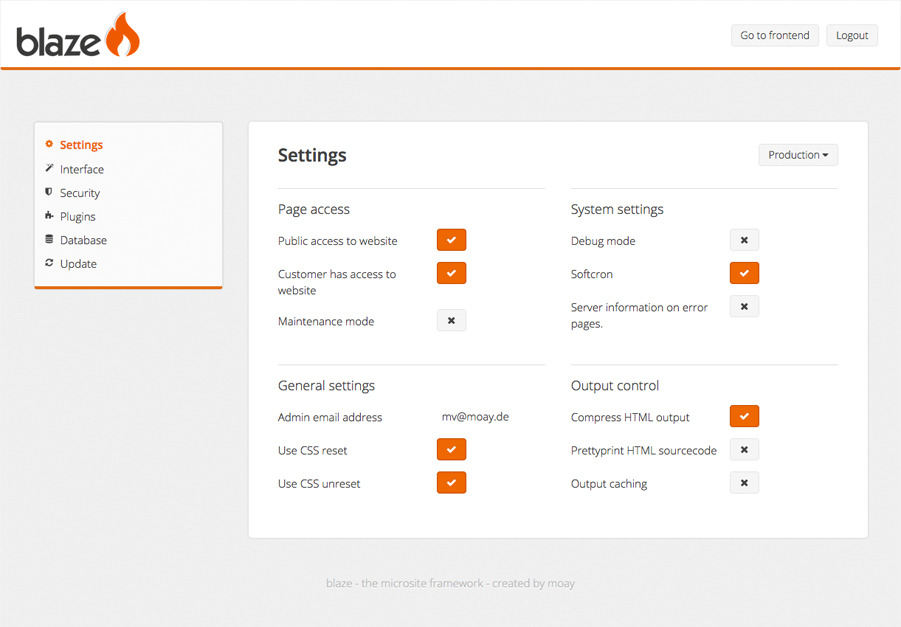 blaze
Go to frontend
Logout
Settings
Interface
Security
Plugins
Database
Update
Settings
Production
Page access
Public access to website
Customer has access to
website
Maintenance mode
System settings
Debug mode
Softcron
Server information on error
pages.
General settings
Admin email address
mv@moay.de
Use CSS reset
Use CSS unreset
Output control
Compress HTML output
Prettyprint HTML sourcecode
Output caching
blaze - the microsite framework - created by moay